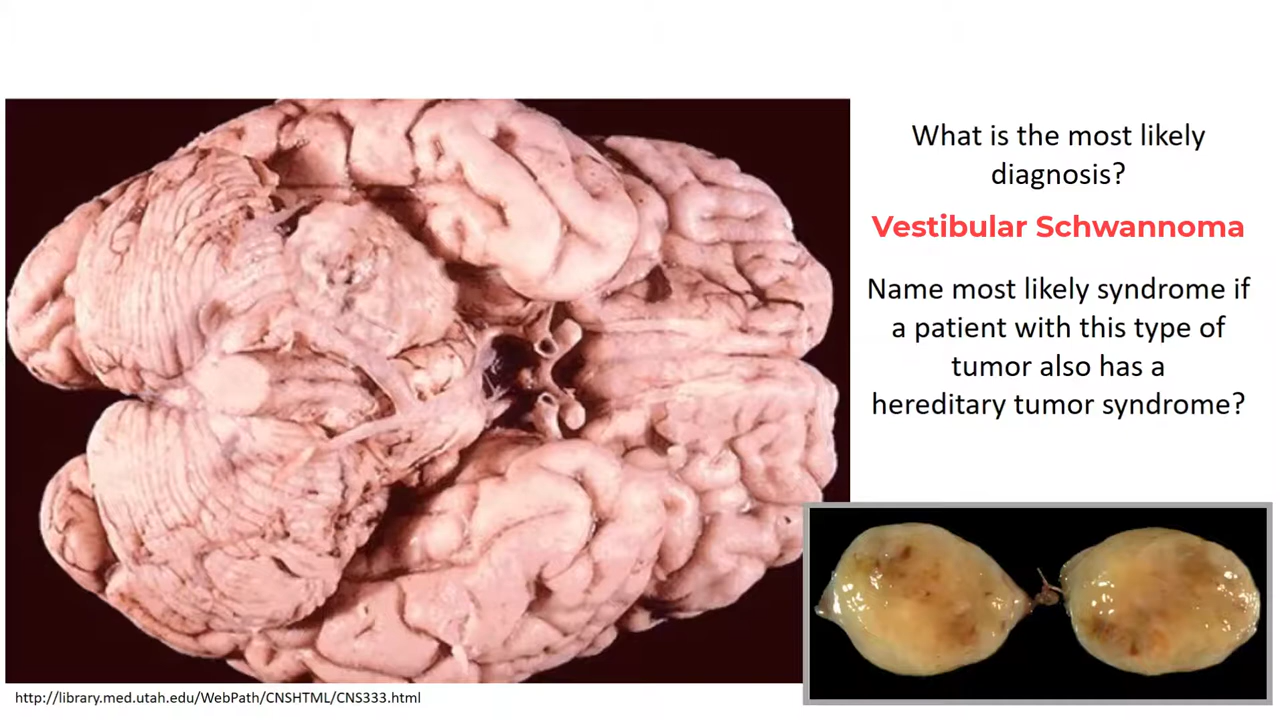 What is the most likely
diagnosis?
Vestibular Schwannoma
Name most likely syndrome if
a patient with this type of
tumor also has a
hereditary tumor syndrome?
http://library.med.utah.edu/WebPath/CNSHTML/CNS333.html